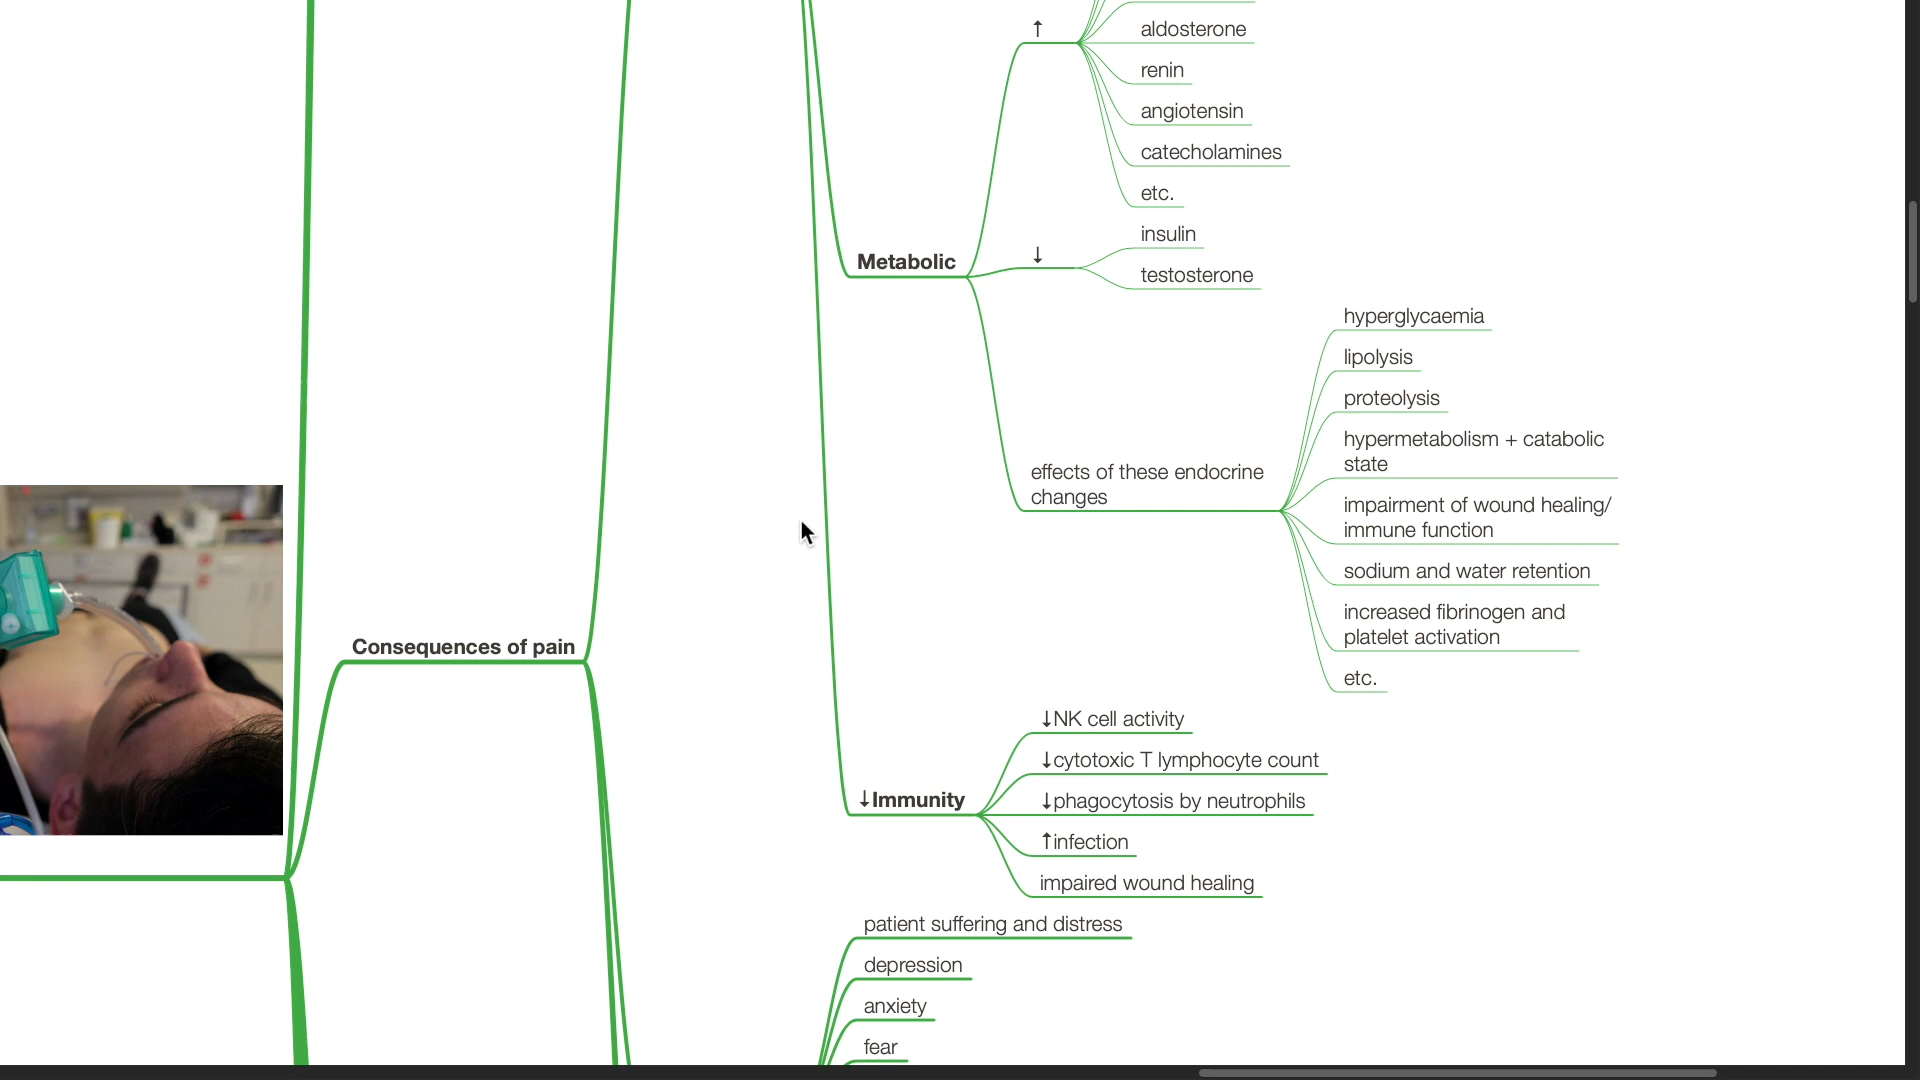 ↑
aldosterone
renin
angiotensin
catecholamines
etc.
Metabolic
↓
insulin
testosterone
effects of these endocrine
changes
hyperglycaemia
lipolysis
proteolysis
hypermetabolism + catabolic
state
impairment of wound healing/
immune function
sodium and water retention
increased fibrinogen and
platelet activation
etc.
Consequences of pain
↓Immunity
↓NK cell activity
↓cytotoxic T lymphocyte count
↓phagocytosis by neutrophils
↑infection
impaired wound healing
patient suffering and distress
depression
anxiety
fear